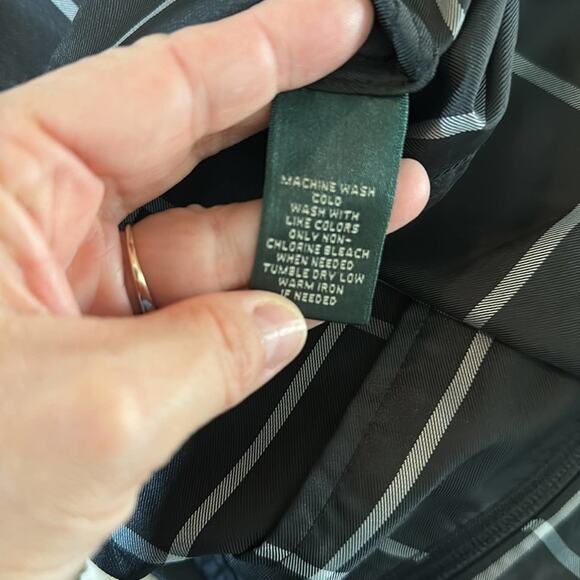 MACHINE WASH
COLD
WASH WITH
LIKE COLORS
ONLY NON-
CHLORINE BLEACH
WHEN NEEDED
TUMBLE DRY LOW
WARM IRON
IF NEEDED